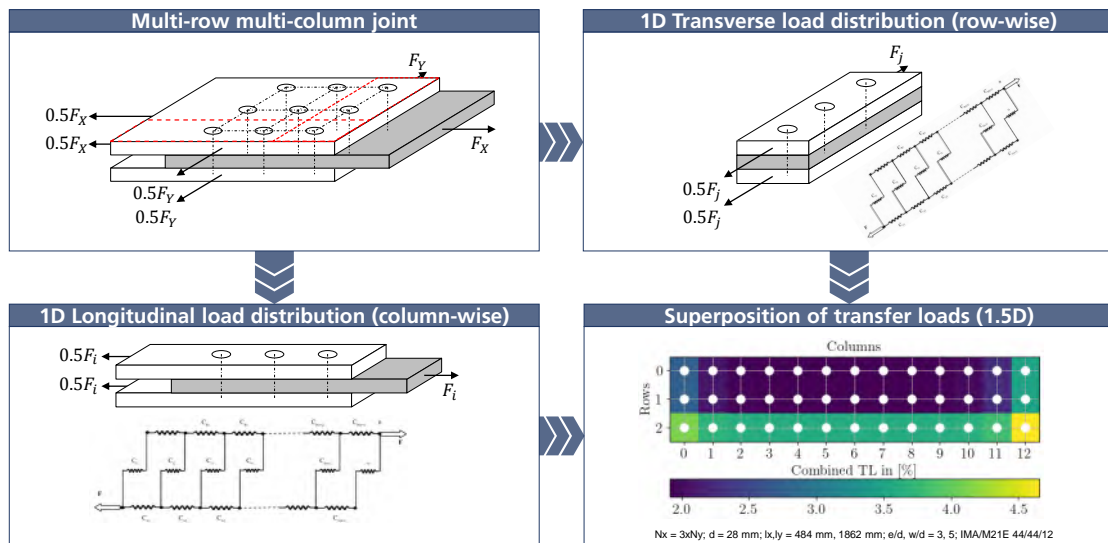 Multi-row multi-column joint
F_Y
0.5F_X
0.5F_X
F_X
0.5F_Y
0.5F_Y
1D Transverse load distribution (row-wise)
F_j
0.5F_j
0.5F_j
1D Longitudinal load distribution (column-wise)
0.5F_i
0.5F_i
F_i
F
F
Superposition of transfer loads (1.5D)
Columns
Rows
0
1
2
0 1 2 3 4 5 6 7 8 9 10 11 12
Combined TL in [%]
2.0 2.5 3.0 3.5 4.0 4.5
Nx = 3xNy; d = 28 mm; lx,ly = 484 mm, 1862 mm; e/d, w/d = 3, 5; IMA/M21E 44/44/12